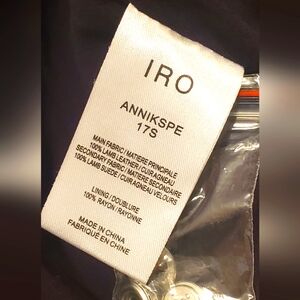 IRO
ANNIKSPE
17S
MAIN FABRIC / MATIERE PRINCIPALE
100% LAMB LEATHER / CUIR AGNEAU
SECONDARY FABRIC / MATIERE SECONDAIRE
100% LAMB SUEDE / CUIR AGNEAU VELOURS
LINING / DOUBLURE
100% RAYON / RAYONNE
MADE IN CHINA
FABRIQUÉ EN CHINE